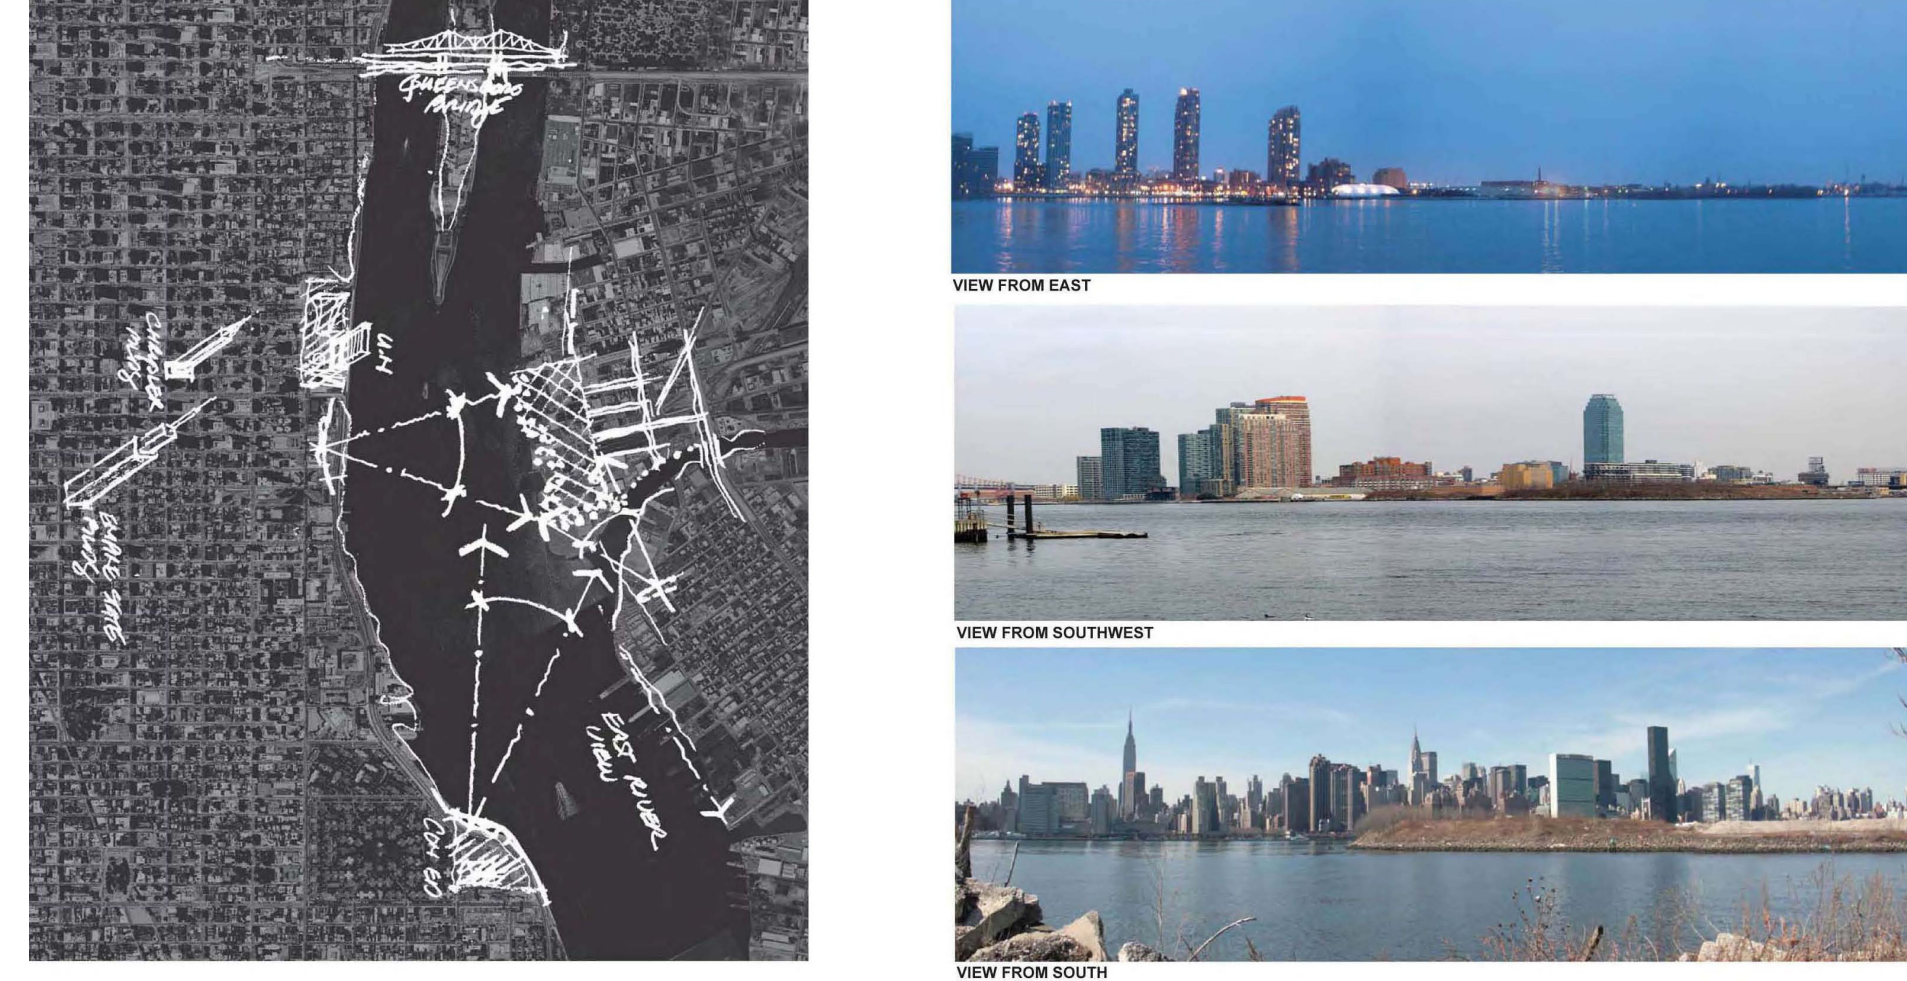 QUEENSBORO
BRIDGE
CHRYSLER
BLDG
U.N
EMPIRE STATE
BLDG
EAST RIVER
VIEW
CON ED
VIEW FROM EAST
VIEW FROM SOUTHWEST
VIEW FROM SOUTH